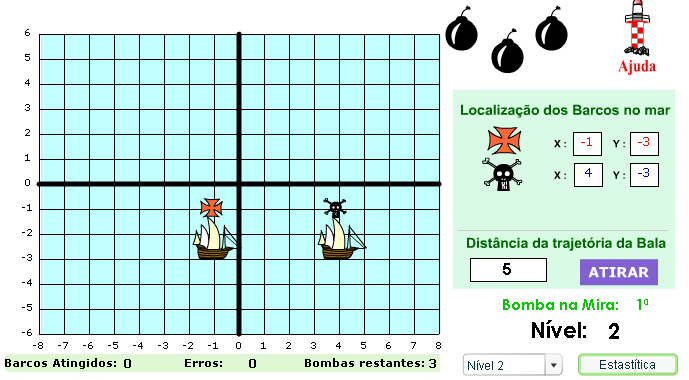 6
5
4
3
2
1
0
-1
-2
-3
-4
-5
-6
-8 -7 -6 -5 -4 -3 -2 -1 0 1 2 3 4 5 6 7 8
Barcos Atingidos: 0 Erros: 0 Bombas restantes: 3
Ajuda
Localização dos Barcos no mar
X : -1 Y : -3
X : 4 Y : -3
Distância da trajetória da Bala
5 ATIRAR
Bomba na Mira: 1º
Nível: 2
Nível 2 Estastítica